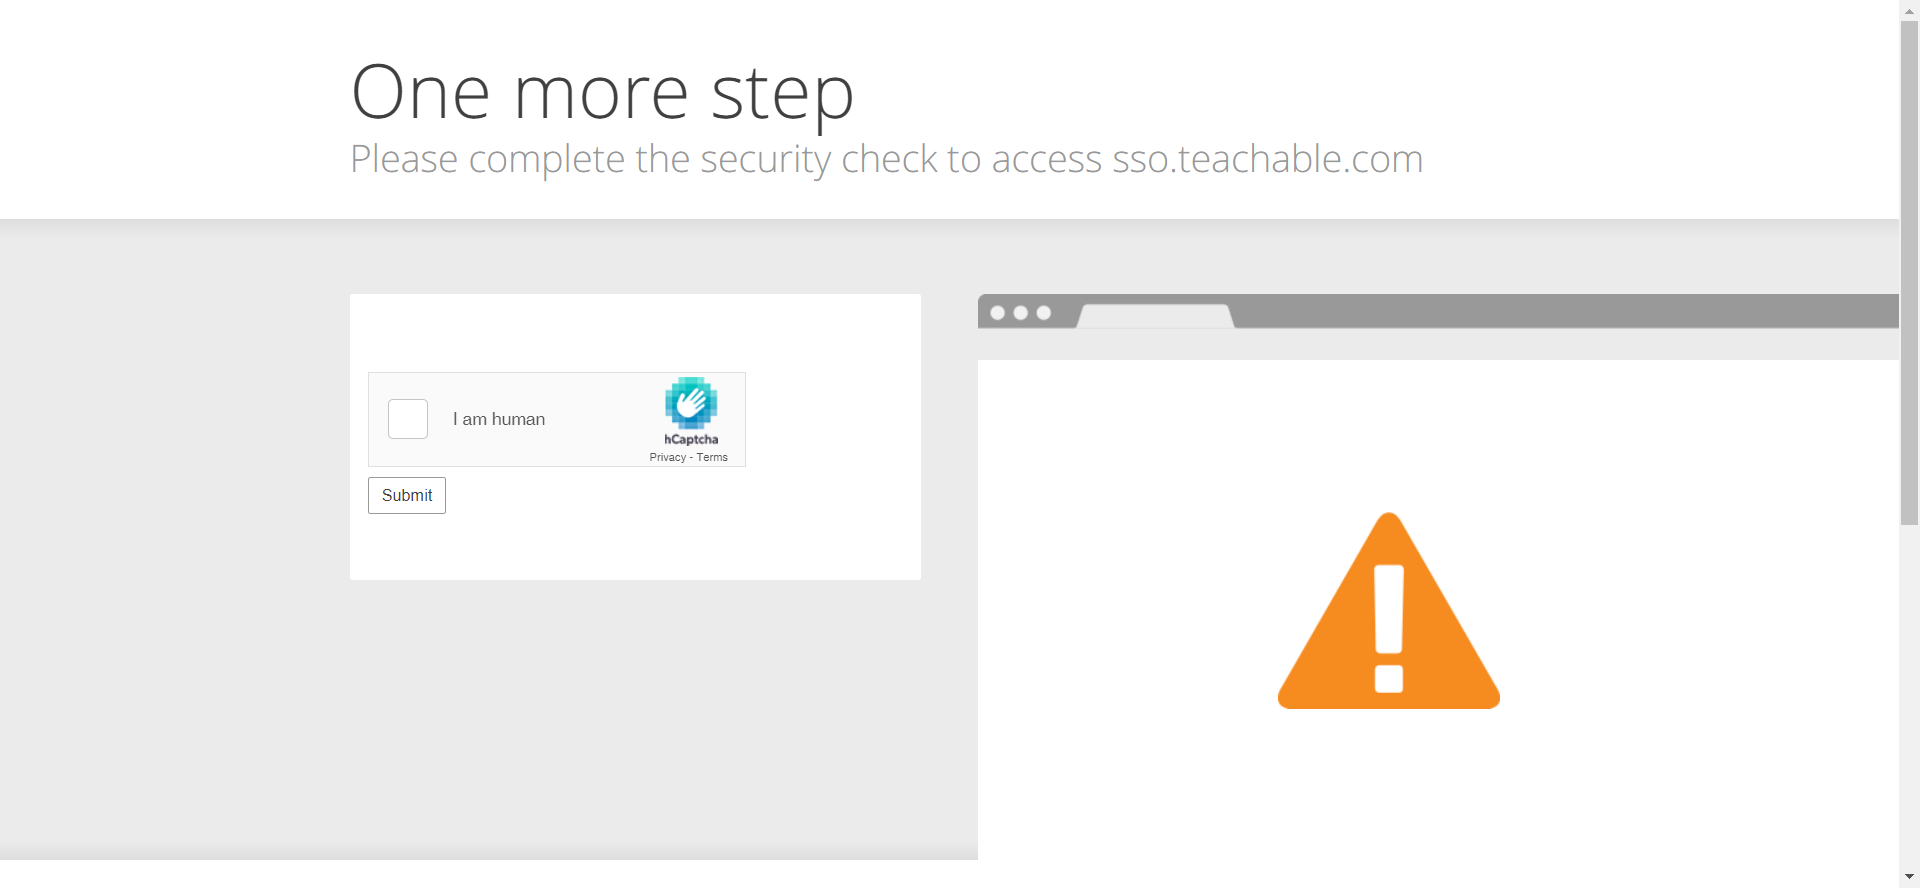 One more step
Please complete the security check to access sso.teachable.com
I am human
hCaptcha
Privacy - Terms
Submit